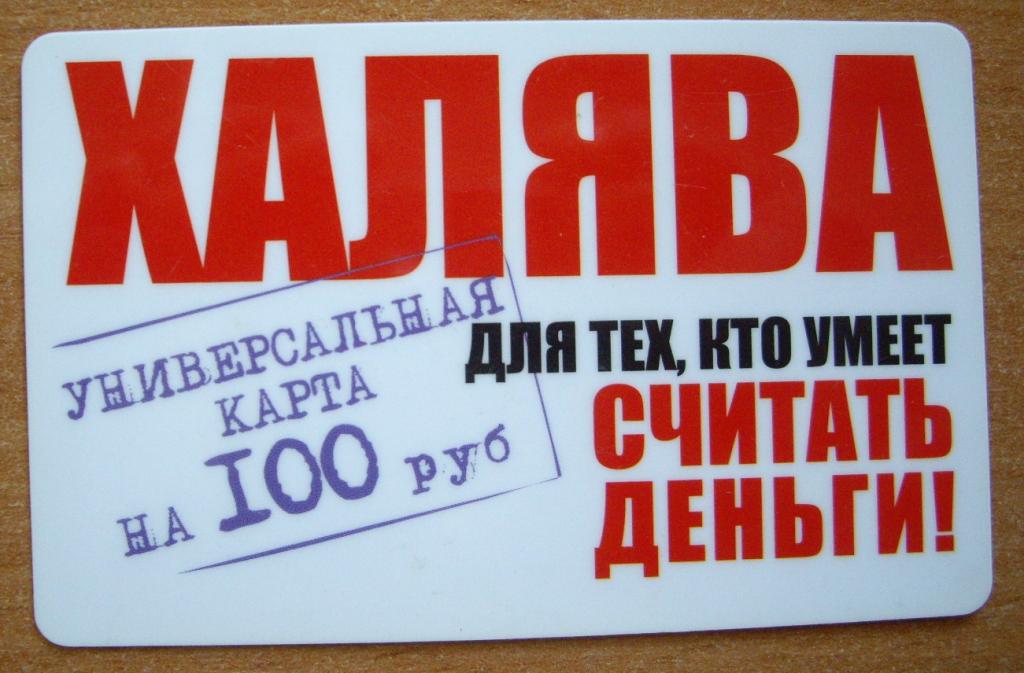 ХАЛЯВА
ДЛЯ ТЕХ, КТО УМЕЕТ
СЧИТАТЬ
ДЕНЬГИ!
УНИВЕРСАЛЬНАЯ
КАРТА
НА 100 руб